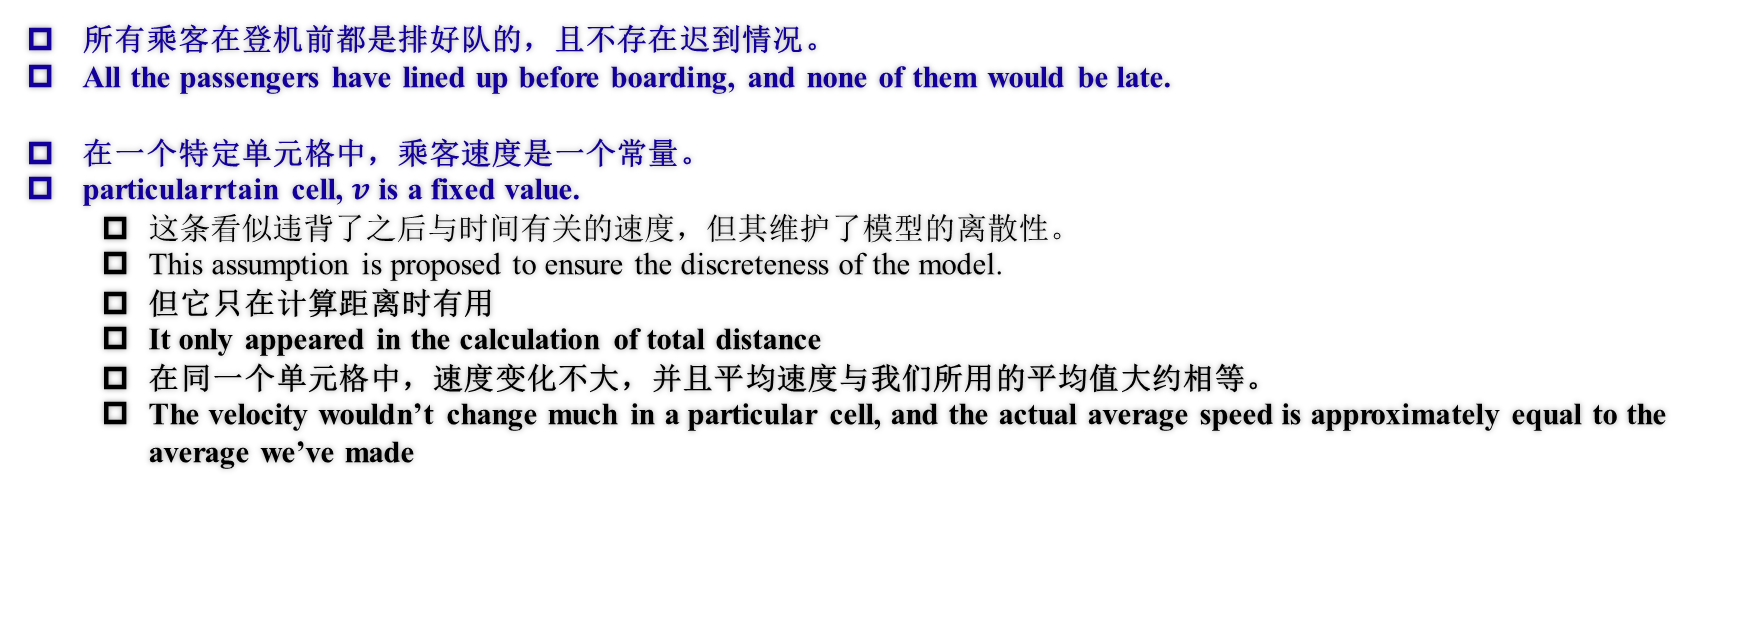 所有乘客在登机前都是排好队的，且不存在迟到情况。
All the passengers have lined up before boarding, and none of them would be late.
在一个特定单元格中，乘客速度是一个常量。
particularrtain cell, v is a fixed value.
这条看似违背了之后与时间有关的速度，但其维护了模型的离散性。
This assumption is proposed to ensure the discreteness of the model.
但它只在计算距离时有用
It only appeared in the calculation of total distance
在同一个单元格中，速度变化不大，并且平均速度与我们所用的平均值大约相等。
The velocity wouldn’t change much in a particular cell, and the actual average speed is approximately equal to the
average we’ve made